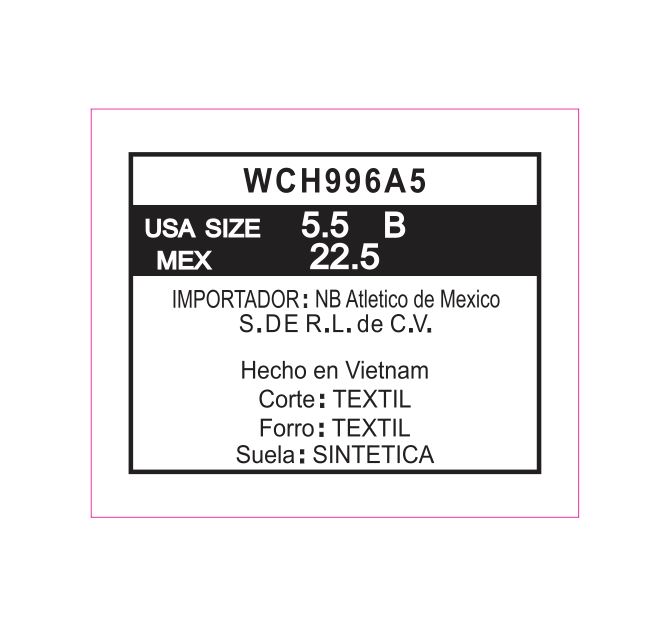 WCH996A5
USA SIZE 5.5 B
MEX 22.5
IMPORTADOR: NB Atletico de Mexico
S.DE R.L. de C.V.
Hecho en Vietnam
Corte: TEXTIL
Forro: TEXTIL
Suela: SINTETICA